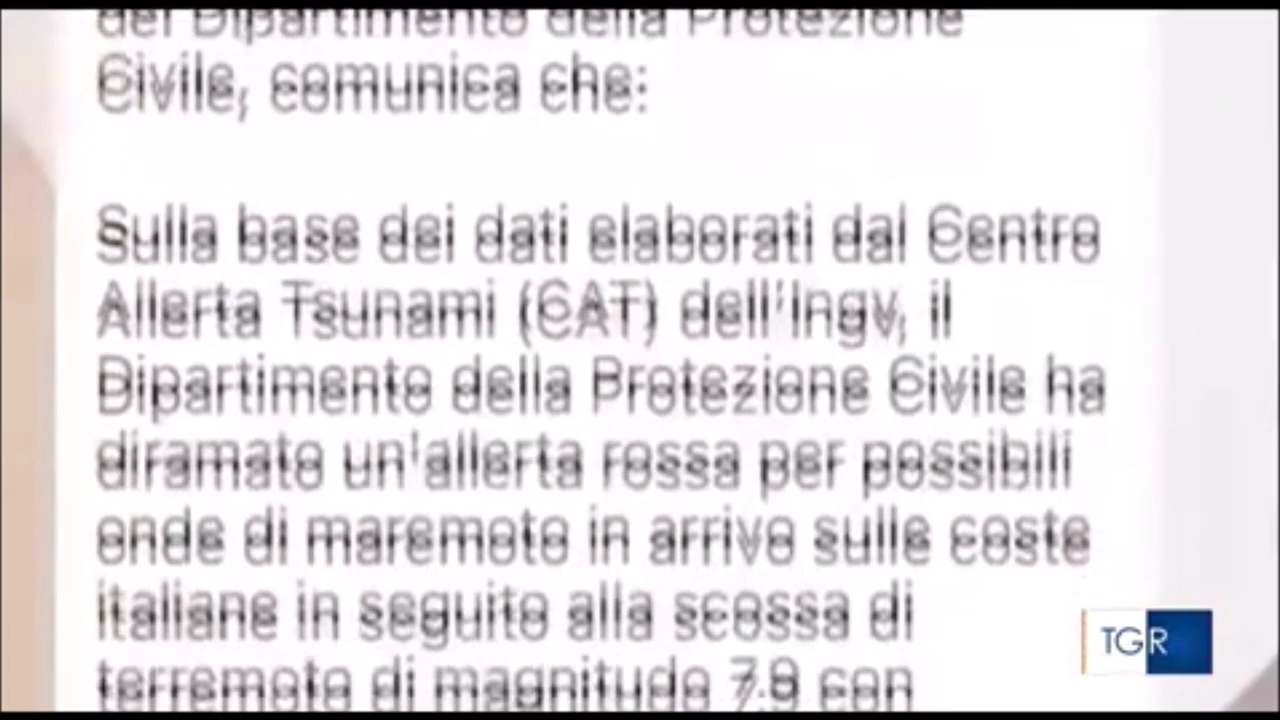 del Dipartimento della Protezione
Civile, comunica che:
Sulla base dei dati elaborati dal Centro
Allerta Tsunami (CAT) dell'Ingv, il
Dipartimento della Protezione Civile ha
diramato un'allerta rossa per possibili
onde di maremoto in arrivo sulle coste
italiane in seguito alla scossa di
terremoto di magnitudo 7.9 con
TGR